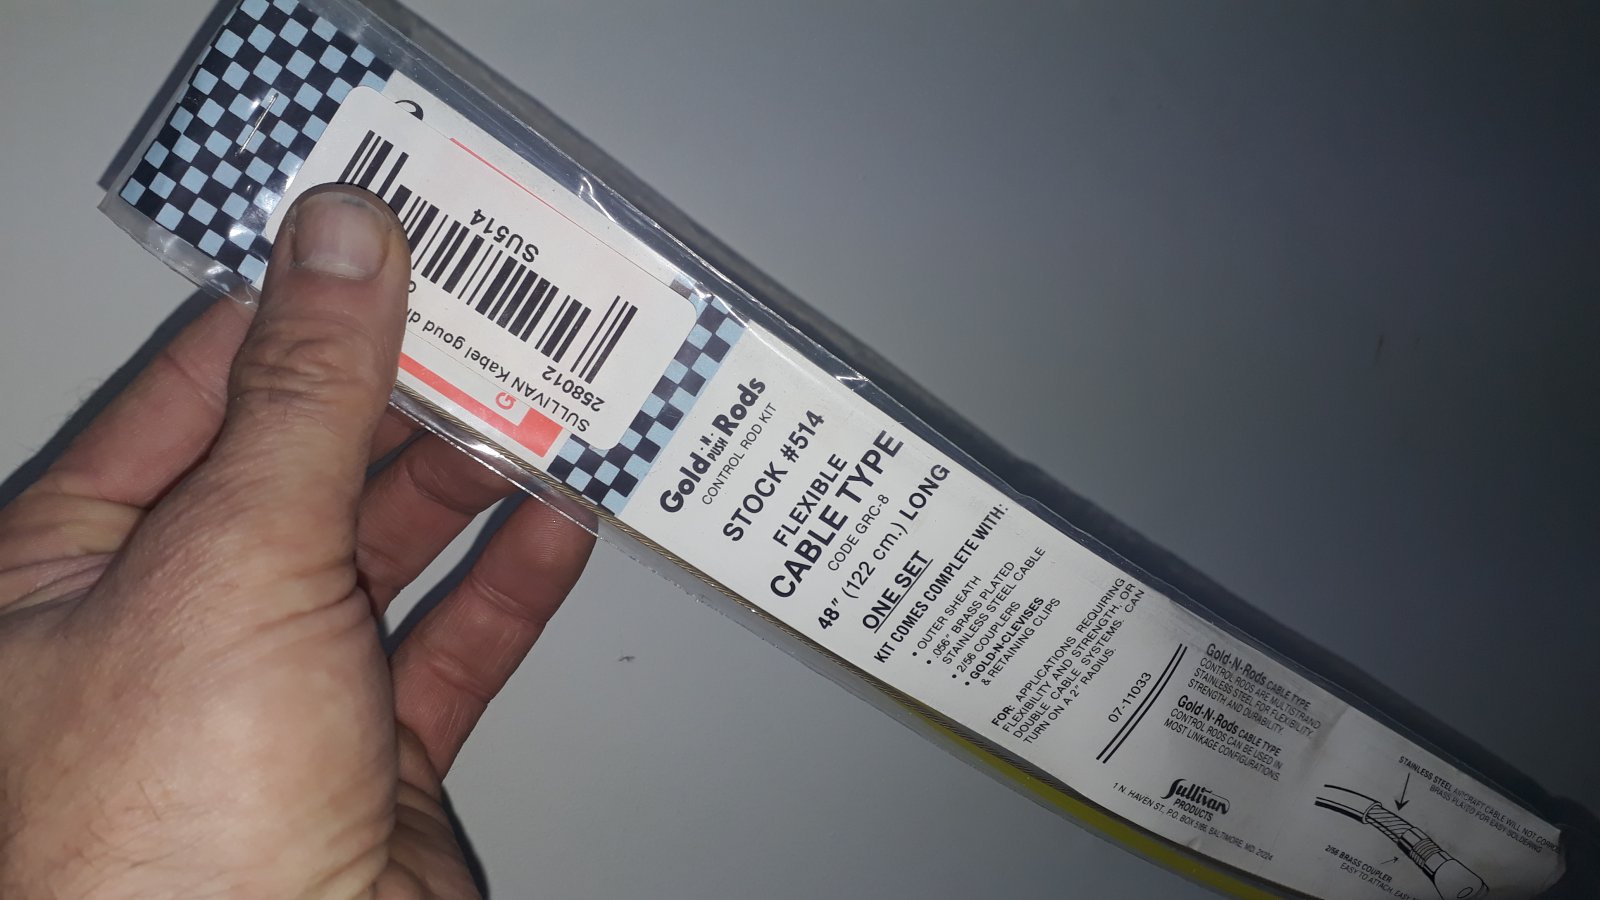 SU514
258012
SULLIVAN Kabel goud
G
Gold-N-Rods
PUSH
CONTROL ROD KIT
STOCK #514
FLEXIBLE
CABLE TYPE
CODE GRC-8
48" (122 cm.) LONG
ONE SET
KIT COMES COMPLETE WITH:
• OUTER SHEATH
• .056" BRASS PLATED
STAINLESS STEEL CABLE
• 2/56 COUPLERS
• GOLD-N-CLEVISES
& RETAINING CLIPS
FOR: APPLICATIONS REQUIRING
FLEXIBILITY AND STRENGTH, OR
DOUBLE CABLE SYSTEMS. CAN
TURN ON A 2" RADIUS.
07-11033
Gold-N-Rods CABLE TYPE
CONTROL RODS ARE MULTISTRAND
STAINLESS STEEL FOR FLEXIBILITY,
STRENGTH AND DURABILITY.
Gold-N-Rods CABLE TYPE
CONTROL RODS CAN BE USED IN
MOST LINKAGE CONFIGURATIONS.
Sullivan
PRODUCTS
1 N. HAVEN ST., P.O. BOX 5166, BALTIMORE, MD. 21224
STAINLESS STEEL AIRCRAFT CABLE WILL NOT
BRASS PLATED FOR EASY SOLDERING
2/56 BRASS COUPLER
EASY TO ATTACH,